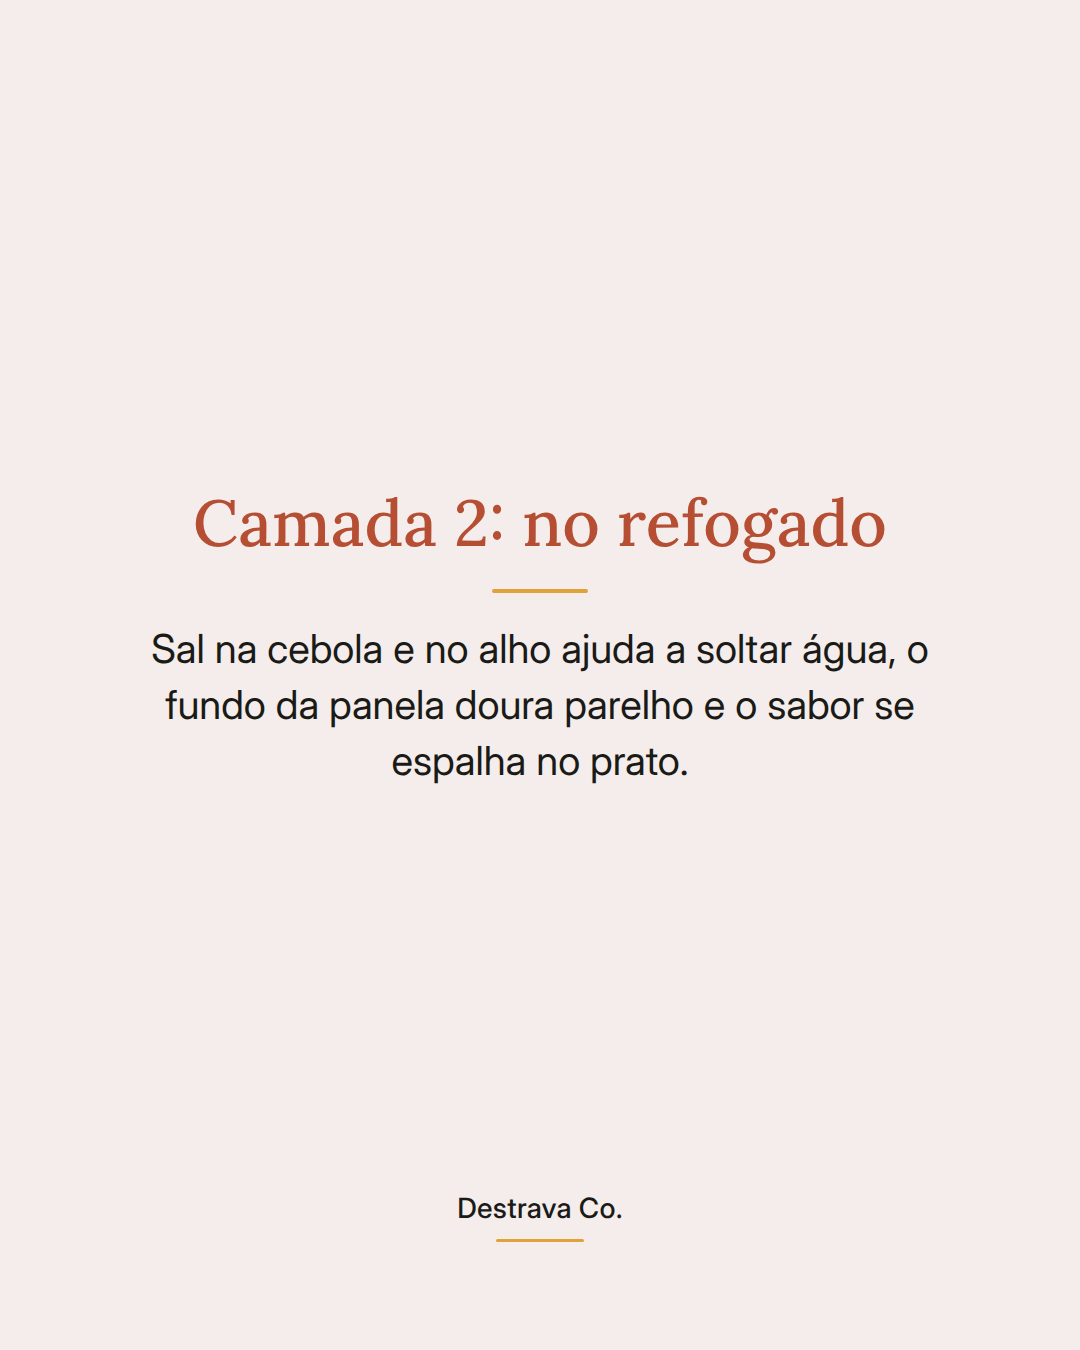 Camada 2: no refogado
Sal na cebola e no alho ajuda a soltar água, o
fundo da panela doura parelho e o sabor se
espalha no prato.
Destrava Co.